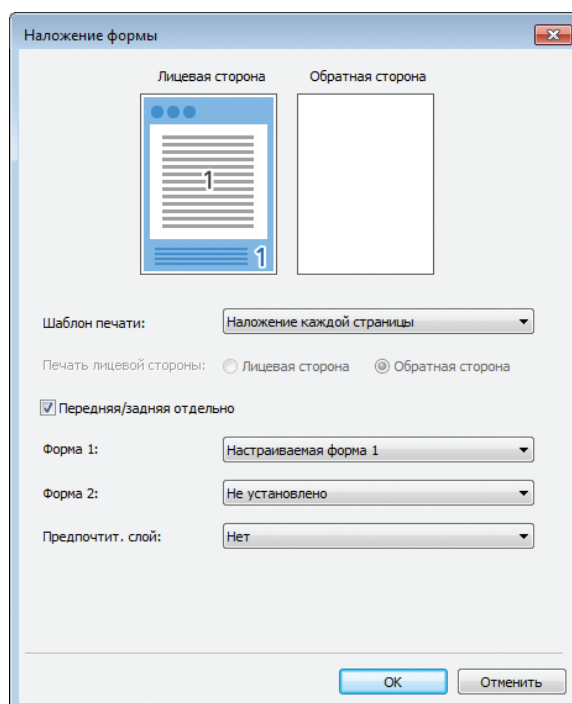 Наложение формы
Лицевая сторона Обратная сторона
1
1
Шаблон печати: Наложение каждой страницы
Печать лицевой стороны: Лицевая сторона Обратная сторона
Передняя/задняя отдельно
Форма 1: Настраиваемая форма 1
Форма 2: Не установлено
Предпочтит. слой: Нет
OK Отменить